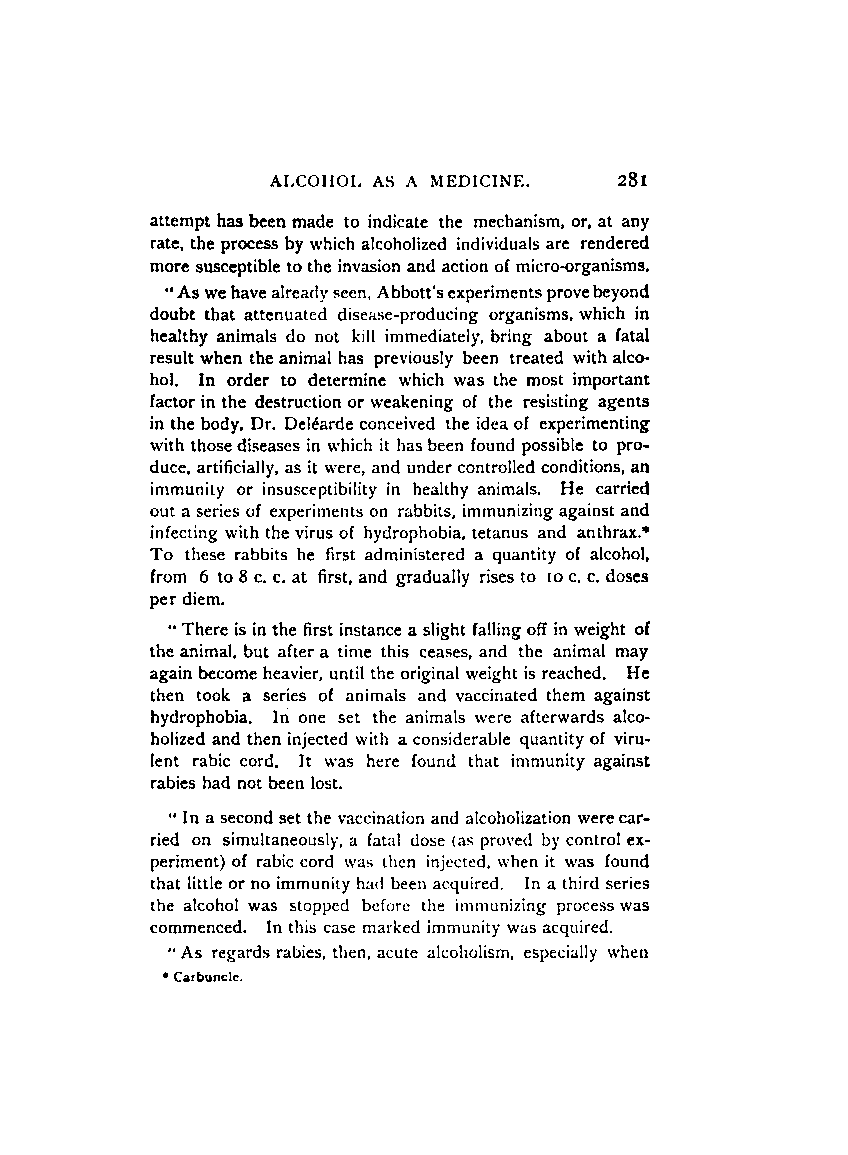 ALCOHOL AS A MEDICINE. 281
attempt has been made to indicate the mechanism, or, at any
rate, the process by which alcoholized individuals are rendered
more susceptible to the invasion and action of micro-organisms.
"As we have already seen, Abbott's experiments prove beyond
doubt that attenuated disease-producing organisms, which in
healthy animals do not kill immediately, bring about a fatal
result when the animal has previously been treated with alco-
hol. In order to determine which was the most important
factor in the destruction or weakening of the resisting agents
in the body, Dr. Deléarde conceived the idea of experimenting
with those diseases in which it has been found possible to pro-
duce, artificially, as it were, and under controlled conditions, an
immunity or insusceptibility in healthy animals. He carried
out a series of experiments on rabbits, immunizing against and
infecting with the virus of hydrophobia, tetanus and anthrax.*
To these rabbits he first administered a quantity of alcohol,
from 6 to 8 c. c. at first, and gradually rises to 10 c. c. doses
per diem.
"There is in the first instance a slight falling off in weight of
the animal, but after a time this ceases, and the animal may
again become heavier, until the original weight is reached. He
then took a series of animals and vaccinated them against
hydrophobia. In one set the animals were afterwards alco-
holized and then injected with a considerable quantity of viru-
lent rabic cord. It was here found that immunity against
rabies had not been lost.
"In a second set the vaccination and alcoholization were car-
ried on simultaneously, a fatal dose (as proved by control ex-
periment) of rabic cord was then injected, when it was found
that little or no immunity had been acquired. In a third series
the alcohol was stopped before the immunizing process was
commenced. In this case marked immunity was acquired.
"As regards rabies, then, acute alcoholism, especially when
* Carbuncle.